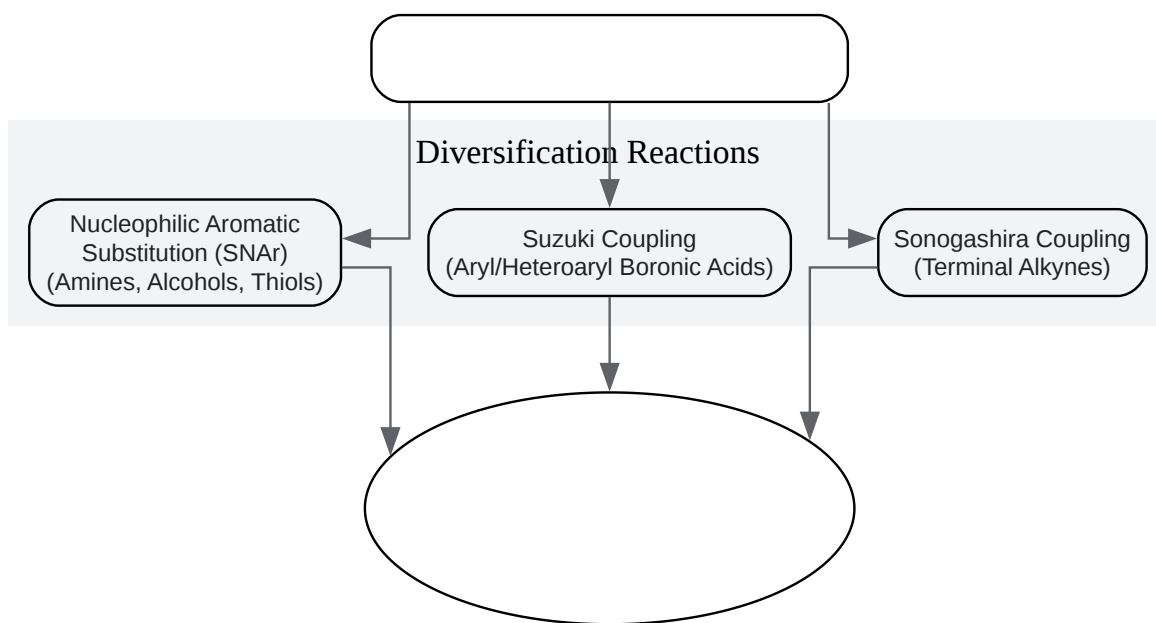 Diversification Reactions
Nucleophilic Aromatic
Substitution (SNAr)
(Amines, Alcohols, Thiols)
Suzuki Coupling
(Aryl/Heteroaryl Boronic Acids)
Sonogashira Coupling
(Terminal Alkynes)